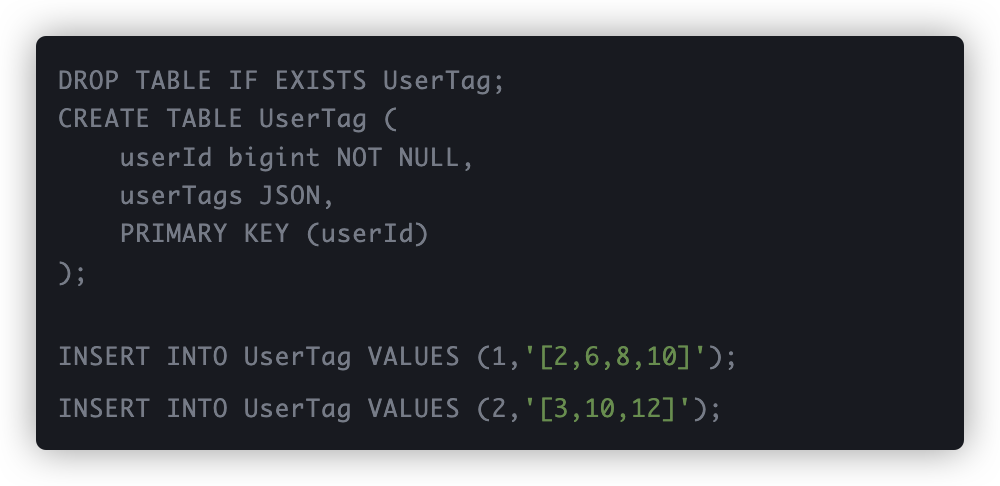 DROP TABLE IF EXISTS UserTag;
CREATE TABLE UserTag (
    userId bigint NOT NULL,
    userTags JSON,
    PRIMARY KEY (userId)
);
INSERT INTO UserTag VALUES (1,'[2,6,8,10]');
INSERT INTO UserTag VALUES (2,'[3,10,12]');